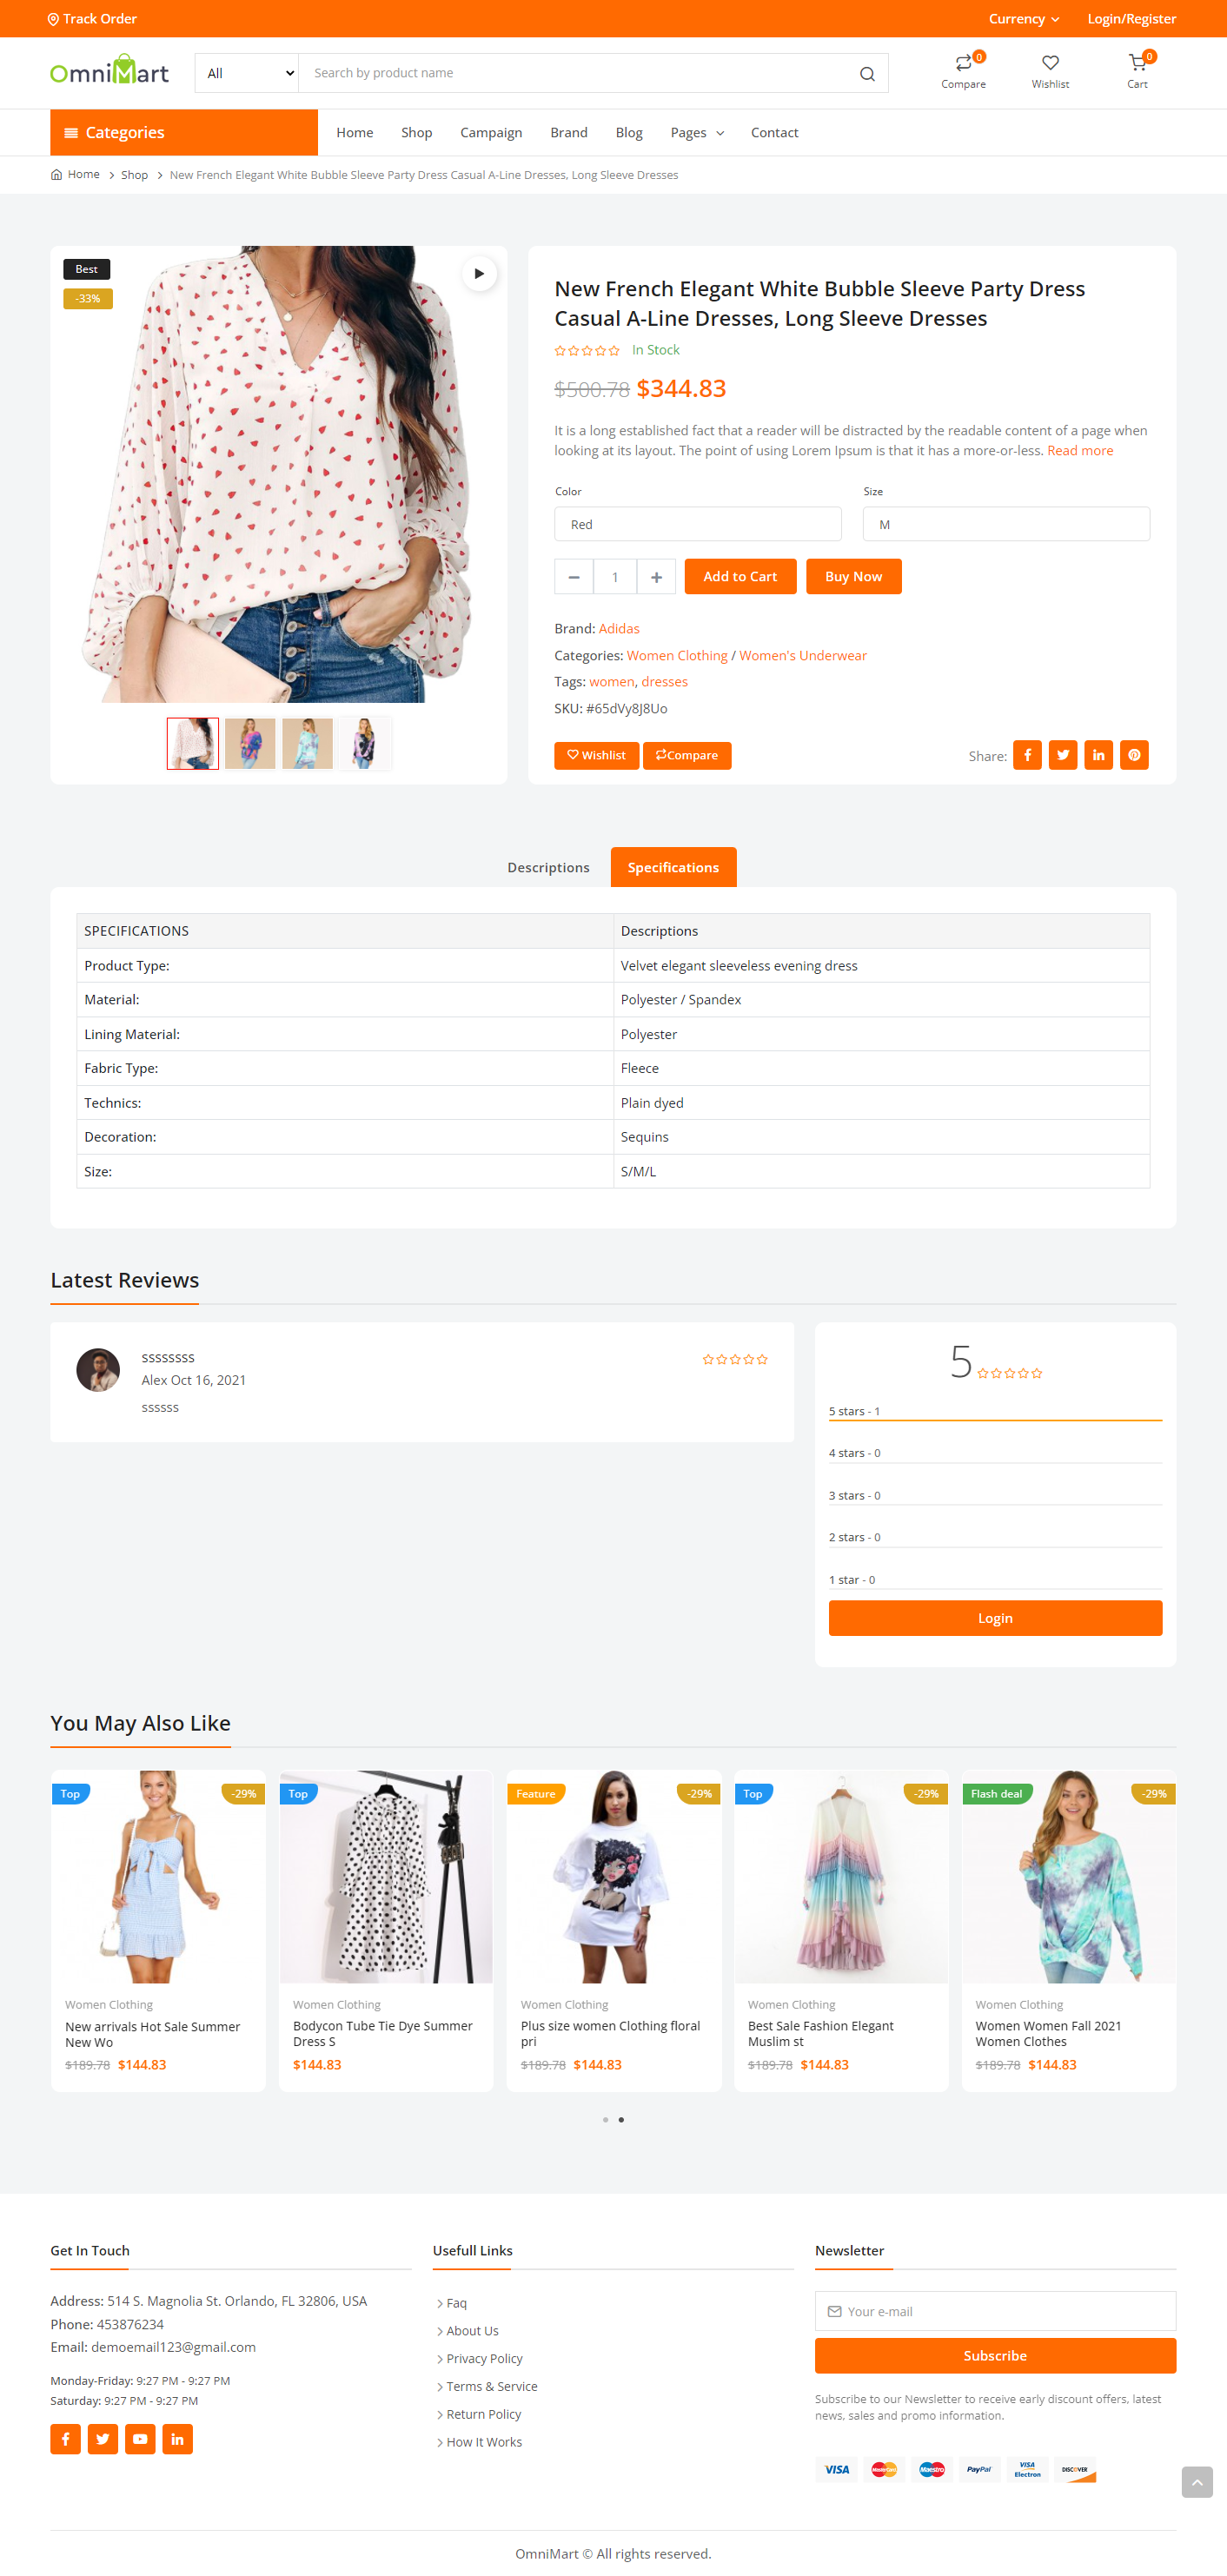 Track Order
Currency
Login/Register
OmniMart
All
Search by product name
0
Compare
Wishlist
0
Cart
Categories
Home
Shop
Campaign
Brand
Blog
Pages
Contact
Home
Shop
New French Elegant White Bubble Sleeve Party Dress Casual A-Line Dresses, Long Sleeve Dresses
Best
-33%
New French Elegant White Bubble Sleeve Party Dress
Casual A-Line Dresses, Long Sleeve Dresses
In Stock
$500.78 $344.83
It is a long established fact that a reader will be distracted by the readable content of a page when
looking at its layout. The point of using Lorem Ipsum is that it has a more-or-less. Read more
Color
Size
Red
M
1
Add to Cart
Buy Now
Brand: Adidas
Categories: Women Clothing / Women's Underwear
Tags: women, dresses
SKU: #65dVy8J8Uo
Wishlist
Compare
Share:
Descriptions
Specifications
SPECIFICATIONS
Descriptions
Product Type:
Velvet elegant sleeveless evening dress
Material:
Polyester / Spandex
Lining Material:
Polyester
Fabric Type:
Fleece
Technics:
Plain dyed
Decoration:
Sequins
Size:
S/M/L
Latest Reviews
ssssssss
Alex Oct 16, 2021
ssssss
5
5 stars - 1
4 stars - 0
3 stars - 0
2 stars - 0
1 star - 0
Login
You May Also Like
Top
-29%
Women Clothing
New arrivals Hot Sale Summer
New Wo
$189.78 $144.83
Top
Women Clothing
Bodycon Tube Tie Dye Summer
Dress S
$144.83
Feature
-29%
Women Clothing
Plus size women Clothing floral
pri
$189.78 $144.83
Top
-29%
Women Clothing
Best Sale Fashion Elegant
Muslim st
$189.78 $144.83
Flash deal
-29%
Women Clothing
Women Women Fall 2021
Women Clothes
$189.78 $144.83
Get In Touch
Address: 514 S. Magnolia St. Orlando, FL 32806, USA
Phone: 453876234
Email: demoemail123@gmail.com
Monday-Friday: 9:27 PM - 9:27 PM
Saturday: 9:27 PM - 9:27 PM
Usefull Links
Faq
About Us
Privacy Policy
Terms & Service
Return Policy
How It Works
Newsletter
Your e-mail
Subscribe
Subscribe to our Newsletter to receive early discount offers, latest
news, sales and promo information.
VISA
MasterCard
Maestro
PayPal
VISA
Electron
DISCOVER
OmniMart © All rights reserved.